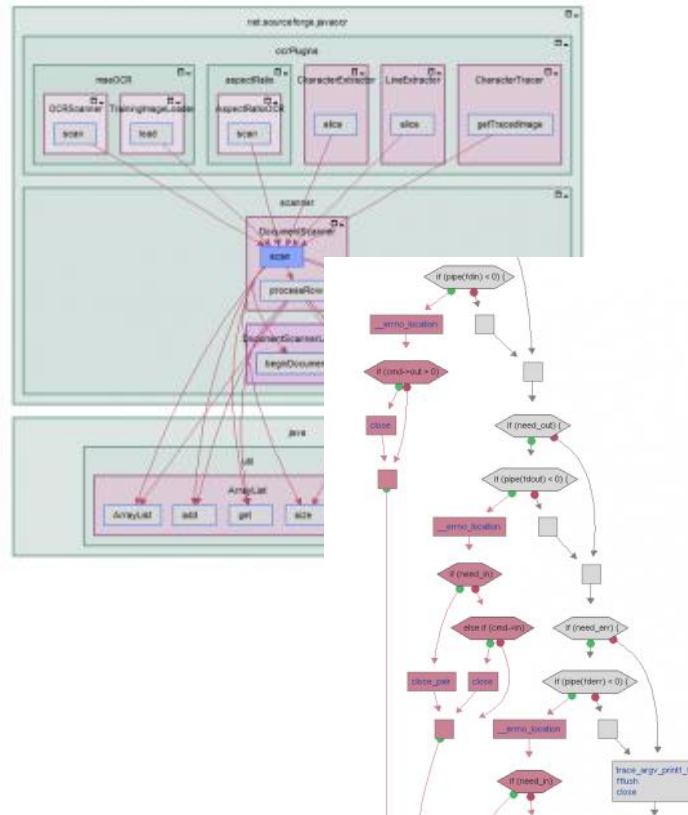 net.sourceforge.javaocr
ocrPlugins
mseOCR
aspectRatio
CharacterExtractor
LineExtractor
CharacterTracer
OCRScanner
TrainingImageLoader
AspectRatioOCR
scan
load
scan
slice
slice
getTracedImage
scanner
DocumentScanner
scan
processRow
DocumentScannerL
beginDocumen
java
util
ArrayList
ArrayList
add
get
size
if (pipe(fdin) < 0) {
__errno_location
if (cmd->out > 0)
close
if (need_out) {
if (pipe(fdout) < 0) {
__errno_location
if (need_in)
else if (cmd->in)
if (need_err) {
close_pair
close
if (pipe(fderr) < 0) {
__errno_location
if (need_in)
trace_argv_printf_
fflush
close